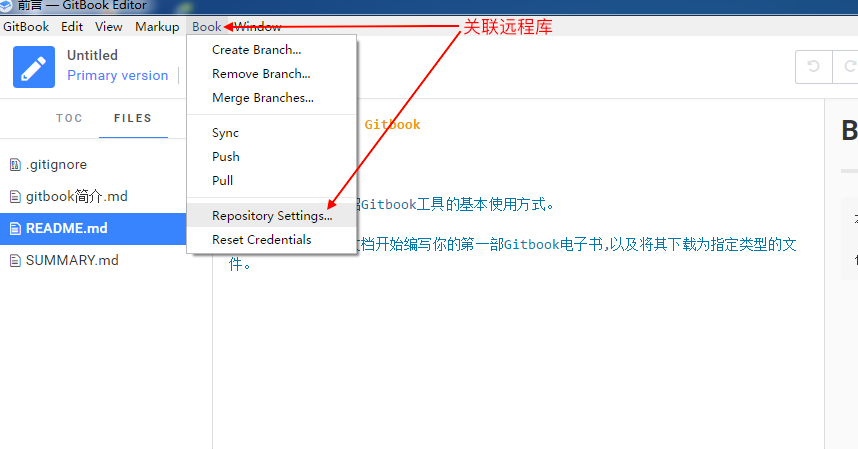 前言 — GitBook Editor
GitBook Edit View Markup Book Window
关联远程库
Untitled
Primary version
Create Branch...
Remove Branch...
Merge Branches...
Sync
Push
Pull
Repository Settings...
Reset Credentials
TOC FILES
.gitignore
gitbook简介.md
README.md
SUMMARY.md
Gitbook
Gitbook工具的基本使用方式。
文档开始编写你的第一部Gitbook电子书,以及将其下载为指定类型的文
件。
B